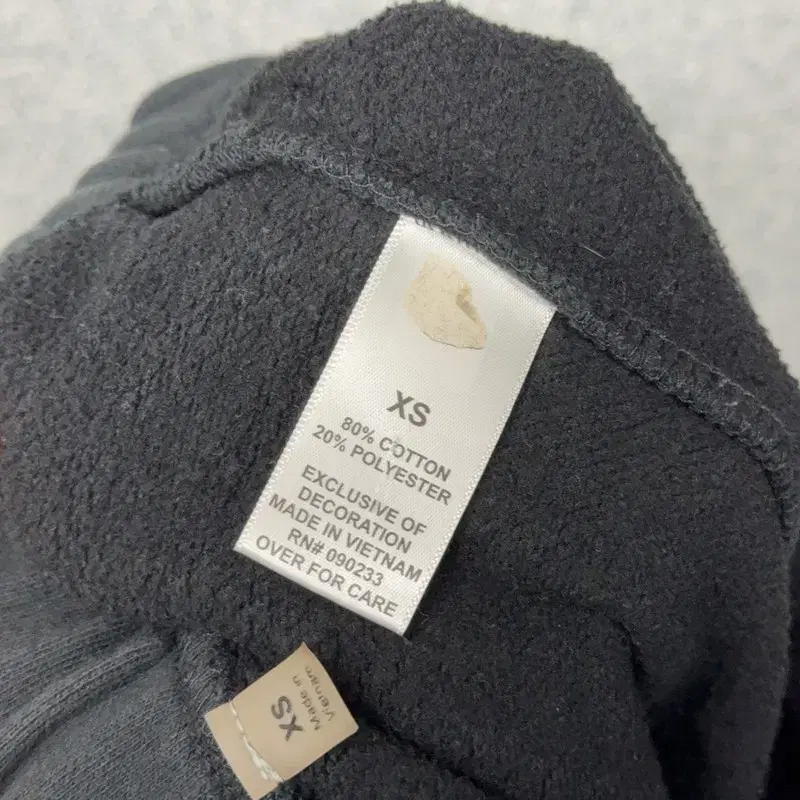 XS
80% COTTON
20% POLYESTER
EXCLUSIVE OF
DECORATION
MADE IN VIETNAM
RN# 090233
OVER FOR CARE
XS
Made in
Vietnam